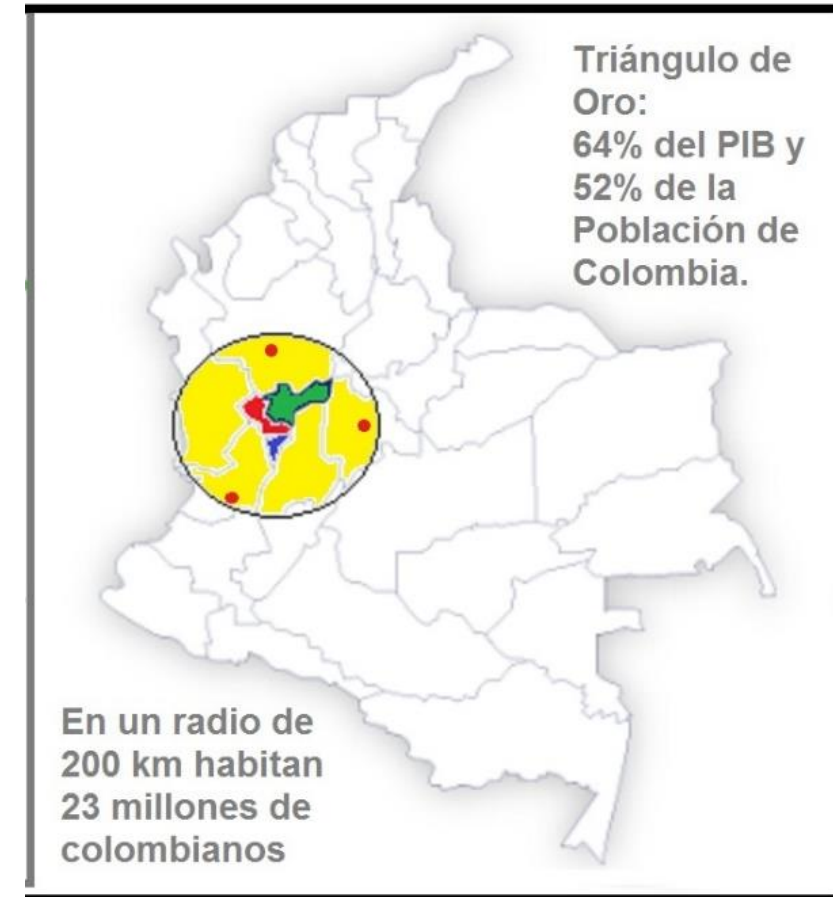 Triángulo de
Oro:
64% del PIB y
52% de la
Población de
Colombia.
En un radio de
200 km habitan
23 millones de
colombianos